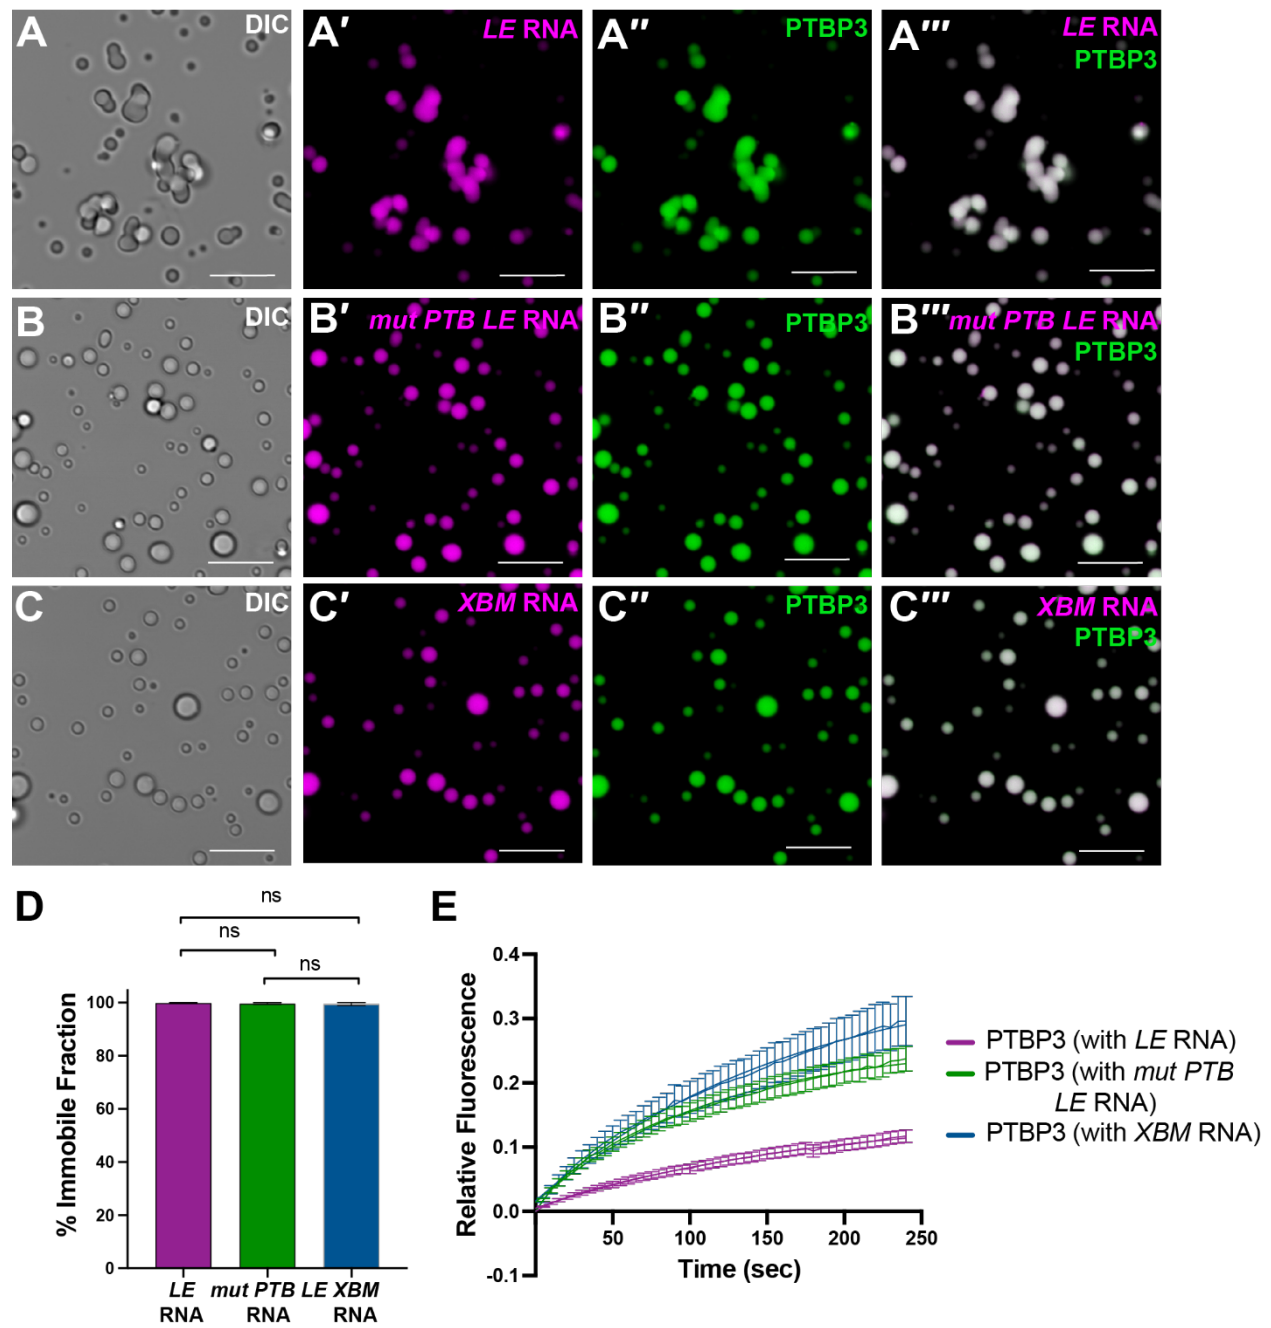 A
DIC
A′
LE RNA
A″
PTBP3
A‴
LE RNA
PTBP3
B
DIC
B′
mut PTB LE RNA
B″
PTBP3
B‴
mut PTB LE RNA
PTBP3
C
DIC
C′
XBM RNA
C″
PTBP3
C‴
XBM RNA
PTBP3
D
ns
ns
ns
% Immobile Fraction
100
80
60
40
20
0
LE mut PTB LE XBM
RNA RNA RNA
E
Relative Fluorescence
0.4
0.3
0.2
0.1
0.0
-0.1
50 100 150 200 250
Time (sec)
PTBP3 (with LE RNA)
PTBP3 (with mut PTB
LE RNA)
PTBP3 (with XBM RNA)